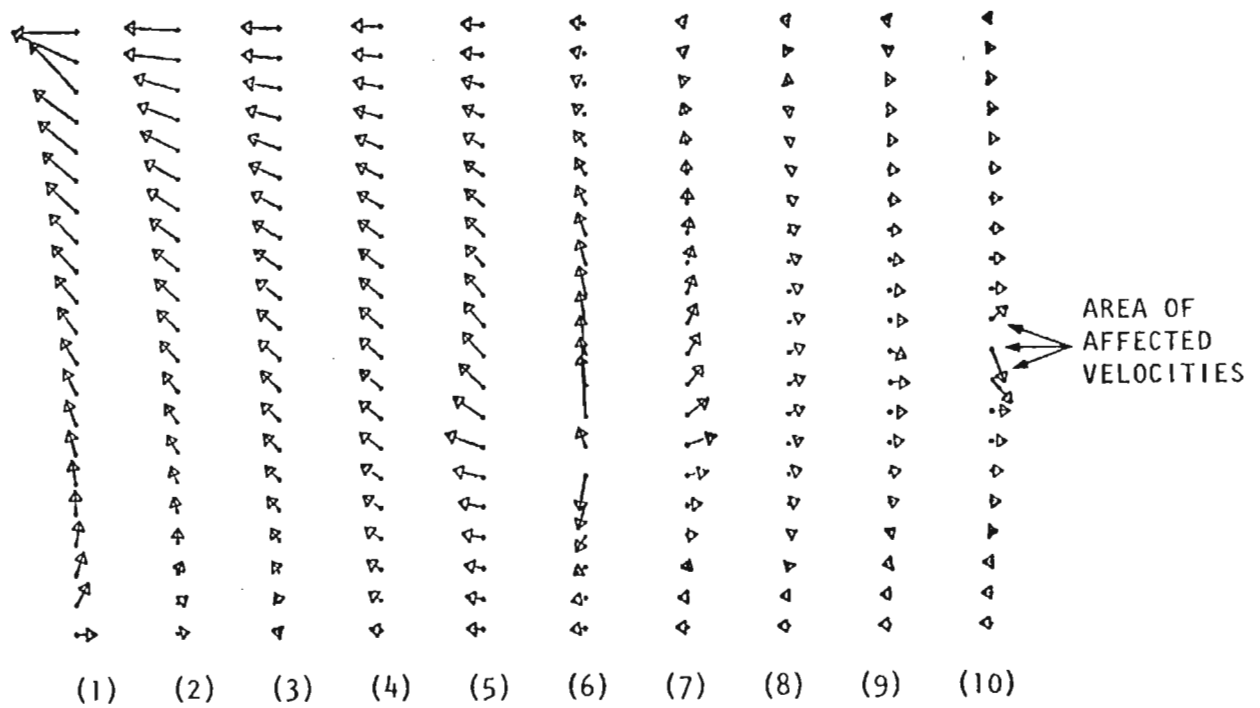 AREA OF
AFFECTED
VELOCITIES
(1) (2) (3) (4) (5) (6) (7) (8) (9) (10)